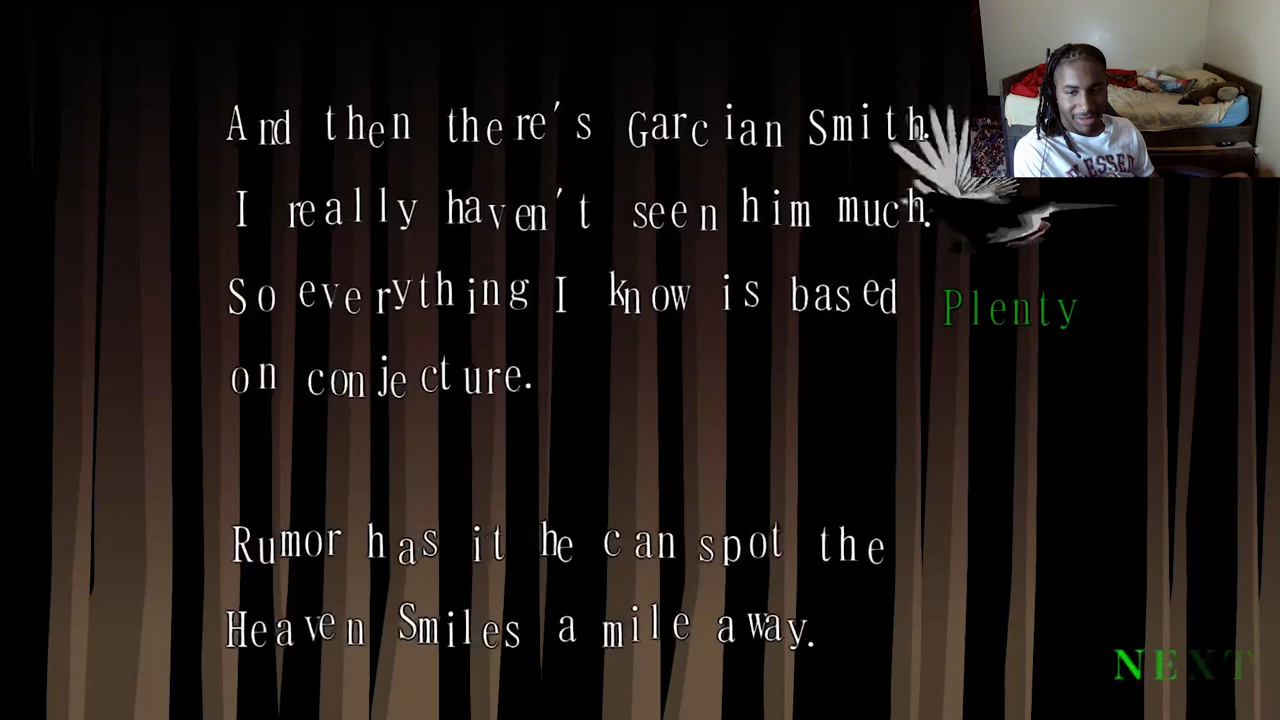 And then there's Garcian Smith.
I really haven't seen him much.
So everything I know is based
on conjecture.
Plenty
Rumor has it he can spot the
Heaven Smiles a mile away.
NEXT
BLESSED